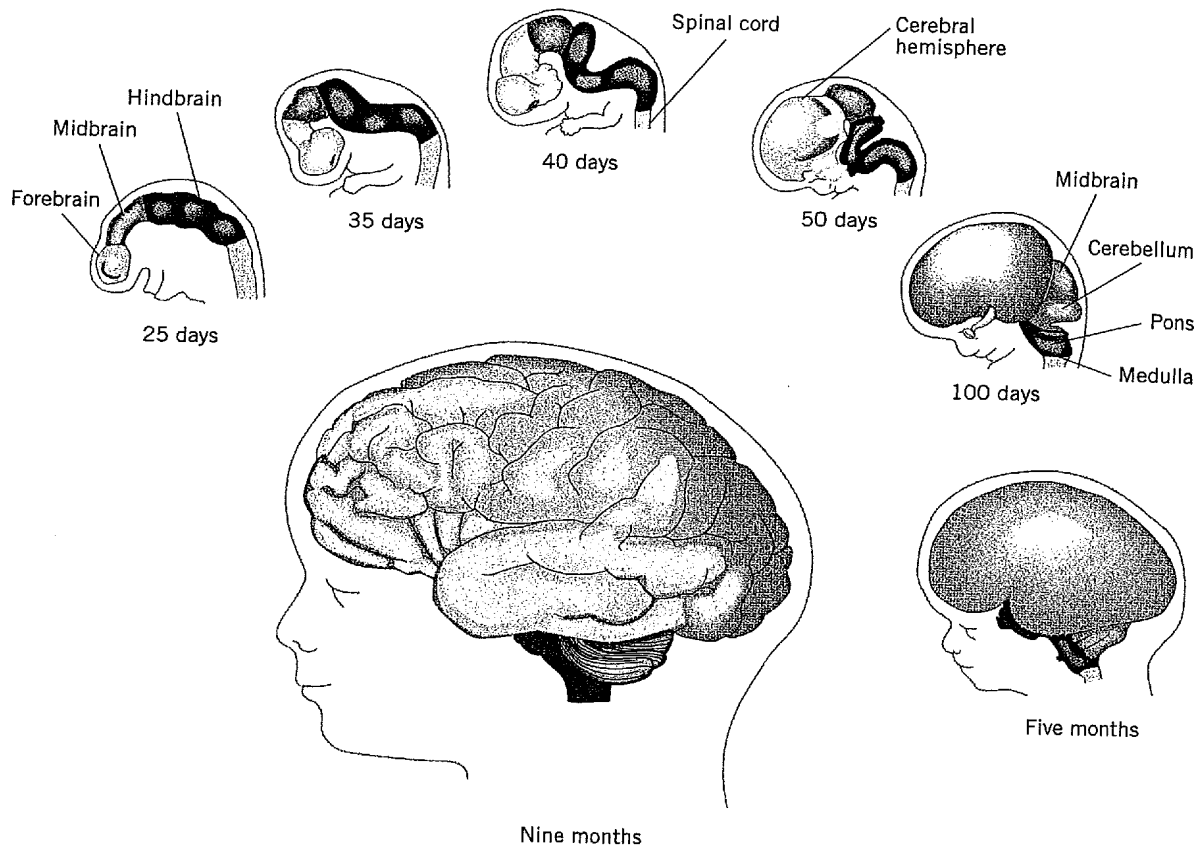 Spinal cord
Cerebral
hemisphere
Hindbrain
Midbrain
Forebrain
25 days
35 days
40 days
50 days
Midbrain
Cerebellum
Pons
Medulla
100 days
Five months
Nine months